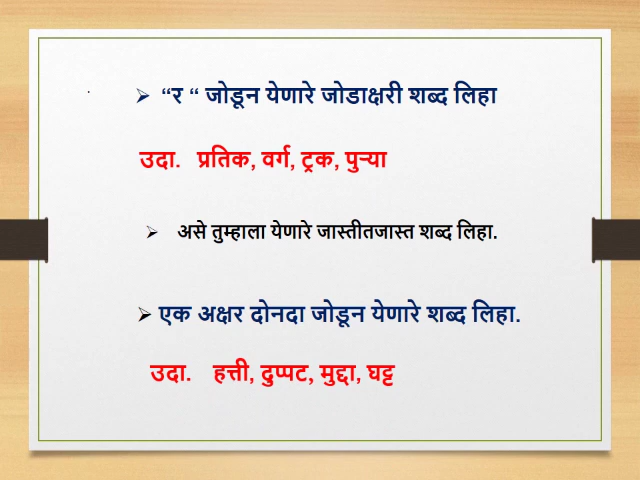 ➢ “र “ जोडून येणारे जोडाक्षरी शब्द लिहा
उदा. प्रतिक, वर्ग, ट्रक, पुऱ्या
➢ असे तुम्हाला येणारे जास्तीतजास्त शब्द लिहा.
➢ एक अक्षर दोनदा जोडून येणारे शब्द लिहा.
उदा. हत्ती, दुप्पट, मुद्दा, घट्ट